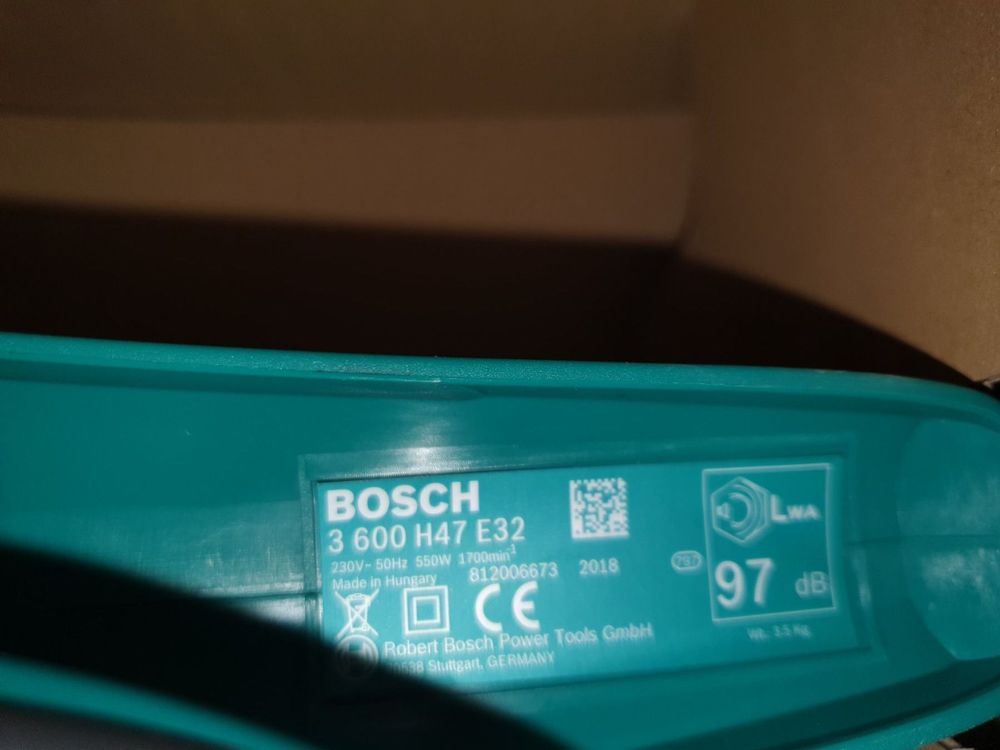 BOSCH
3 600 H47 E32
230V~ 50Hz 550W 1700min⁻¹
Made in Hungary 812006673 2018
787
LWA
97 dB
CE
Wt. 3.5 Kg
Robert Bosch Power Tools GmbH
Stuttgart, GERMANY